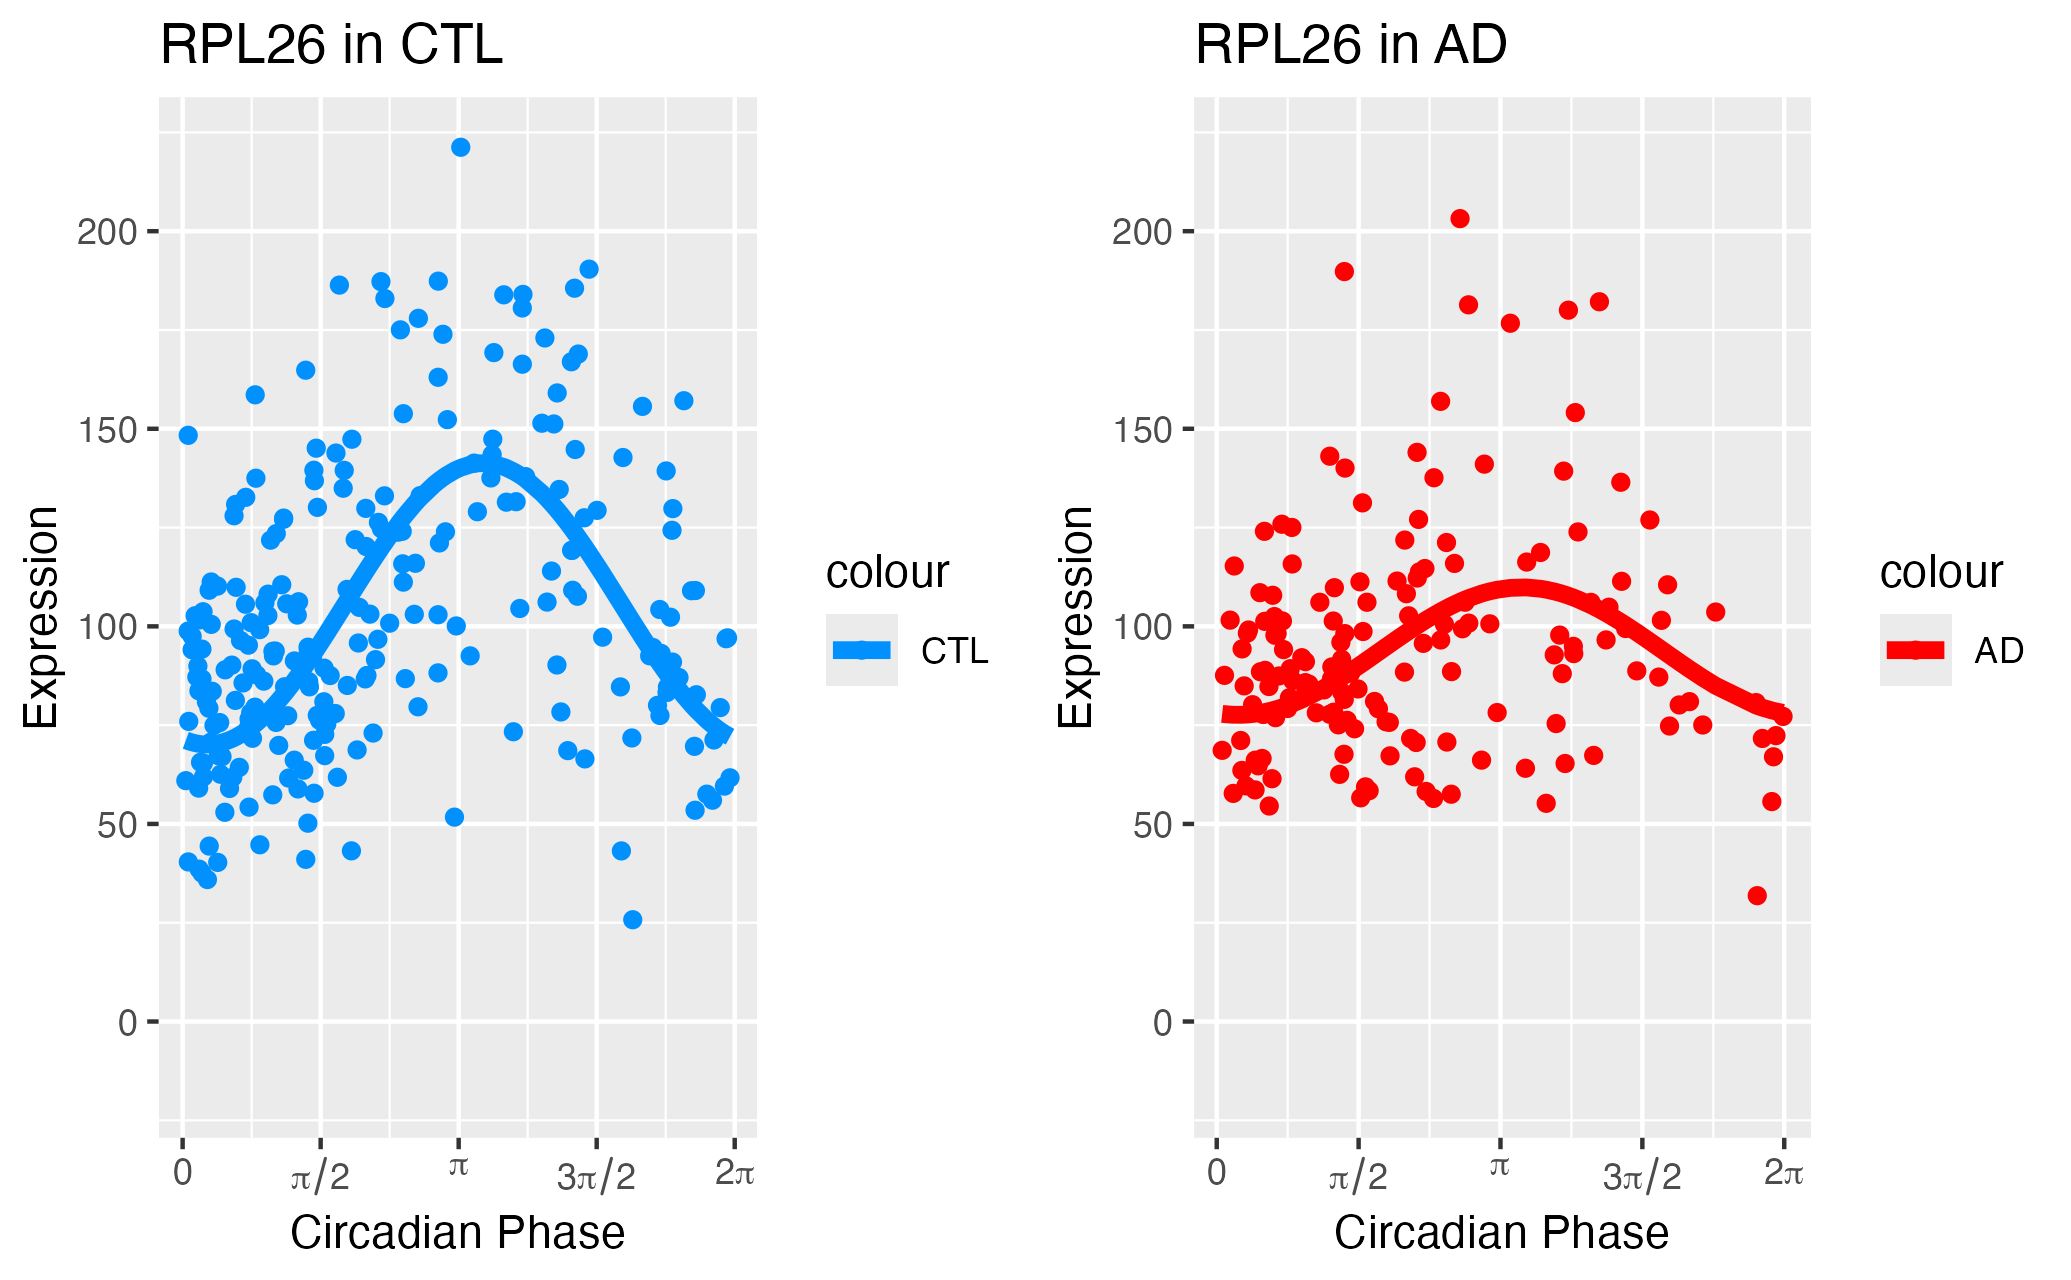 RPL26 in CTL
200
150
100
50
0
Expression
0 π/2 π 3π/2 2π
Circadian Phase
colour
CTL
RPL26 in AD
200
150
100
50
0
Expression
0 π/2 π 3π/2 2π
Circadian Phase
colour
AD